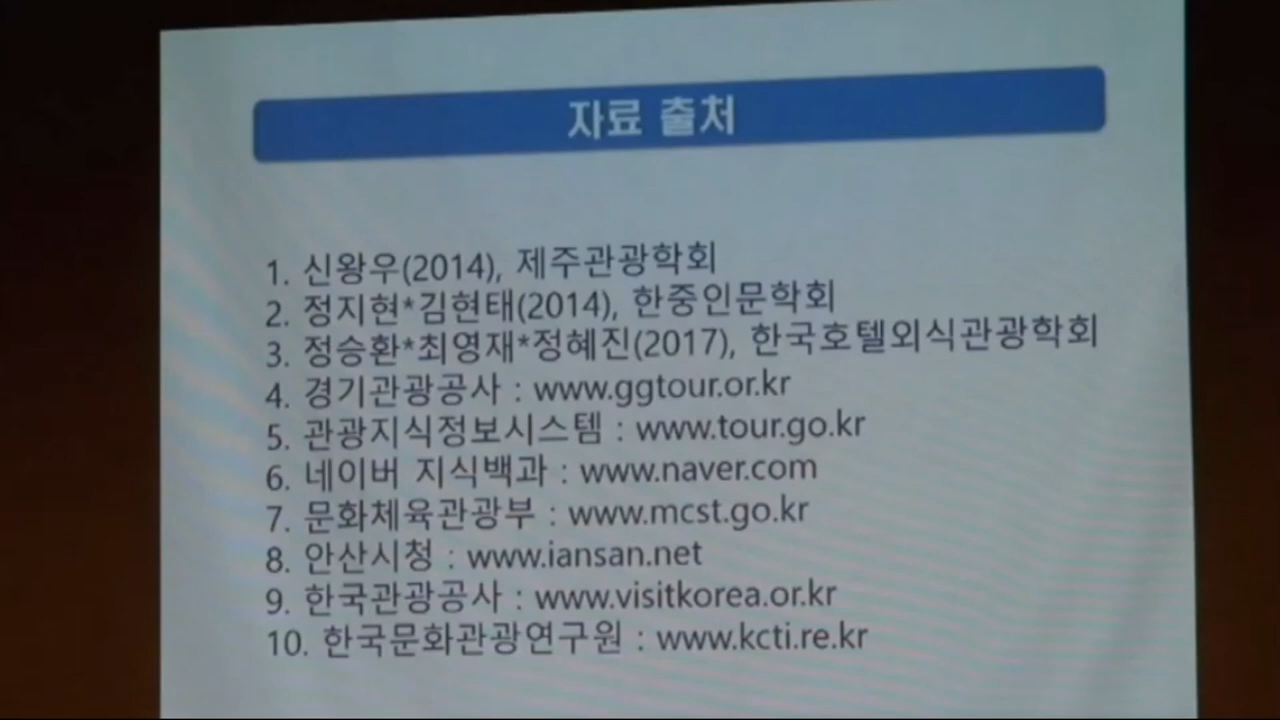 자료 출처
1. 신왕우(2014), 제주관광학회
2. 정지현*김현태(2014), 한중인문학회
3. 정승환*최영재*정혜진(2017), 한국호텔외식관광학회
4. 경기관광공사 : www.ggtour.or.kr
5. 관광지식정보시스템 : www.tour.go.kr
6. 네이버 지식백과 : www.naver.com
7. 문화체육관광부 : www.mcst.go.kr
8. 안산시청 : www.iansan.net
9. 한국관광공사 : www.visitkorea.or.kr
10. 한국문화관광연구원 : www.kcti.re.kr